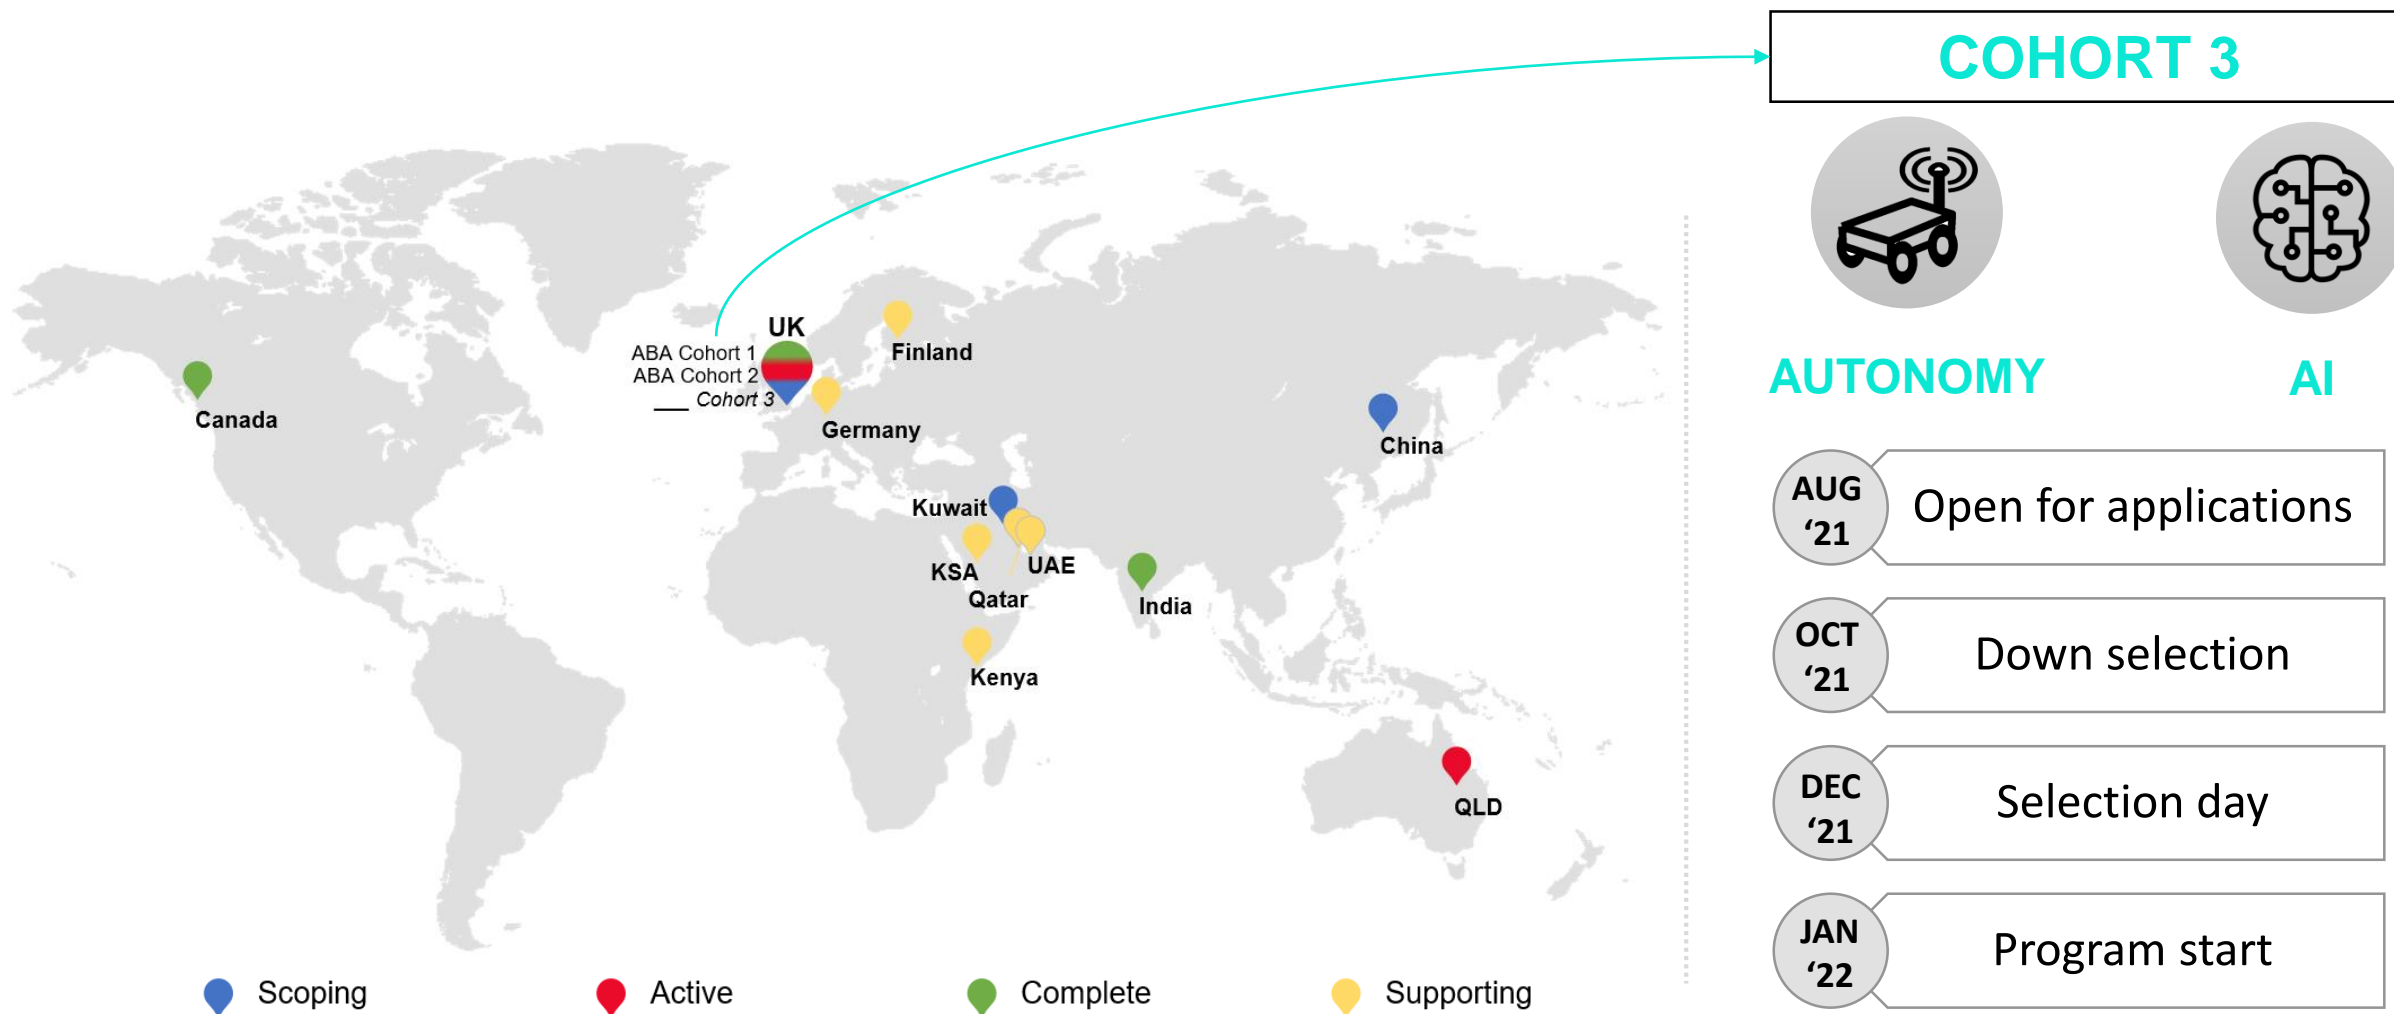 COHORT 3
UK
ABA Cohort 1
ABA Cohort 2
___ Cohort 3
Finland
Germany
Canada
China
Kuwait
KSA
UAE
Qatar
India
Kenya
QLD
Scoping
Active
Complete
Supporting
AUTONOMY
AI
AUG
‘21
Open for applications
OCT
‘21
Down selection
DEC
‘21
Selection day
JAN
‘22
Program start